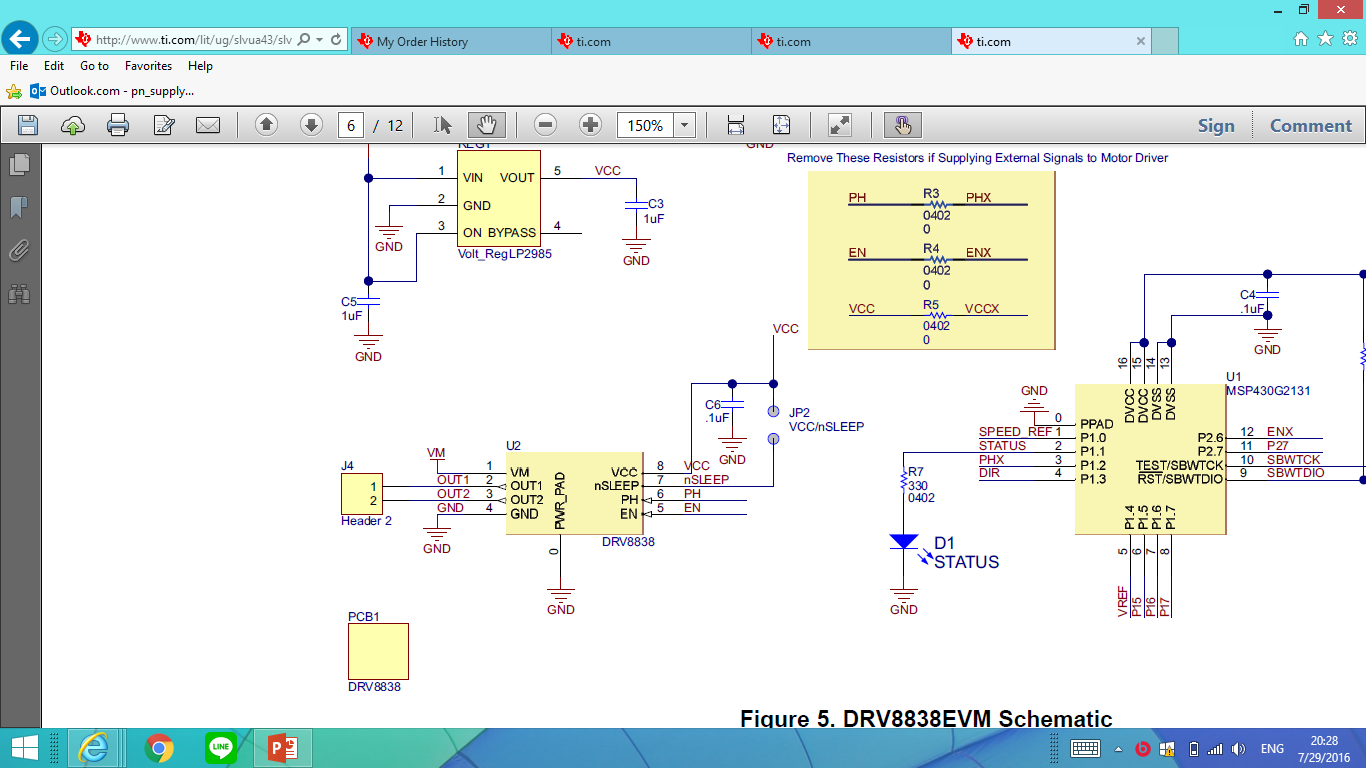 http://www.ti.com/lit/ug/slvua43/slv
My Order History
ti.com
ti.com
ti.com
File Edit Go to Favorites Help
Outlook.com - pn_supply...
6 / 12
150%
Sign
Comment
REG1
GND
Remove These Resistors if Supplying External Signals to Motor Driver
1 VIN VOUT 5 VCC
2 GND
3 ON BYPASS 4
GND
Volt_RegLP2985
C3
1uF
GND
C5
1uF
GND
PH R3 PHX
0402
0
EN R4 ENX
0402
0
VCC R5 VCCX
0402
0
VCC
C6
.1uF
GND
JP2
VCC/nSLEEP
C4
.1uF
GND
J4
1
2
Header 2
VM
OUT1
OUT2
GND
GND
U2
1 VM VCC 8 VCC
2 OUT1 nSLEEP 7 nSLEEP
3 OUT2 PH 6 PH
4 GND EN 5 EN
PWR_PAD
DRV8838
0
GND
GND
U1
MSP430G2131
16 15 14 13
DVCC DVCC DVSS DVSS
0 PPAD
SPEED_REF 1 P1.0 P2.6 12 ENX
STATUS 2 P1.1 P2.7 11 P27
PHX 3 P1.2 TEST/SBWTCK 10 SBWTCK
DIR 4 P1.3 RST/SBWTDIO 9 SBWTDIO
P1.4 P1.5 P1.6 P1.7
5 6 7 8
VREF P15 P16 P17
R7
330
0402
D1
STATUS
GND
PCB1
DRV8838
Figure 5. DRV8838EVM Schematic
LINE
ENG
20:28
7/29/2016